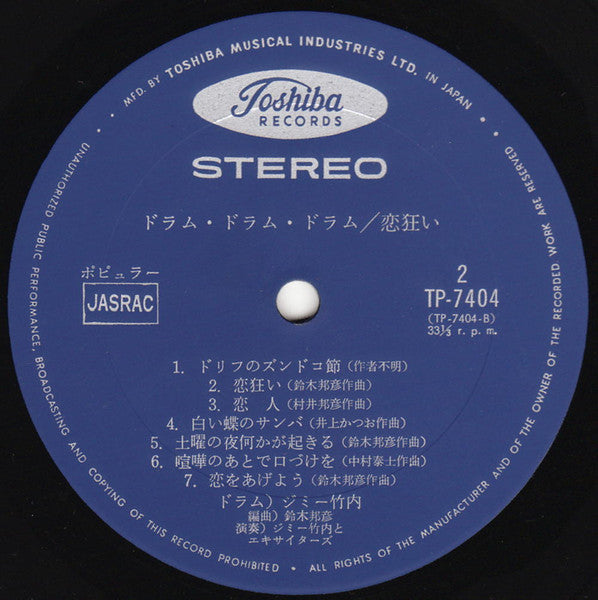 MFD. BY TOSHIBA MUSICAL INDUSTRIES LTD. IN JAPAN
Toshiba
RECORDS
STEREO
ドラム・ドラム・ドラム／恋狂い
ポピュラー
JASRAC
2
TP-7404
(TP-7404-B)
33⅓ r. p. m.
1. ドリフのズンドコ節(作者不明)
2. 恋狂い(鈴木邦彦作曲)
3. 恋　人(村井邦彦作曲)
4. 白い蝶のサンバ(井上かつお作曲)
5. 土曜の夜何かが起きる(鈴木邦彦作曲)
6. 喧嘩のあとで口づけを(中村泰士作曲)
7. 恋をあげよう(鈴木邦彦作曲)
ドラム)ジミー竹内
編曲)鈴木邦彦
演奏)ジミー竹内と
エキサイターズ
UNAUTHORIZED PUBLIC PERFORMANCE, BROADCASTING AND COPYING OF THIS RECORD PROHIBITED • ALL RIGHTS OF THE MANUFACTURER AND OF THE OWNER OF THE RECORDED WORK ARE RESERVED